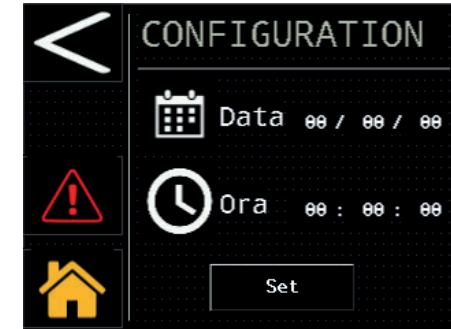 CONFIGURATION
Data 00 / 00 / 00
Ora 00 : 00 : 00
Set